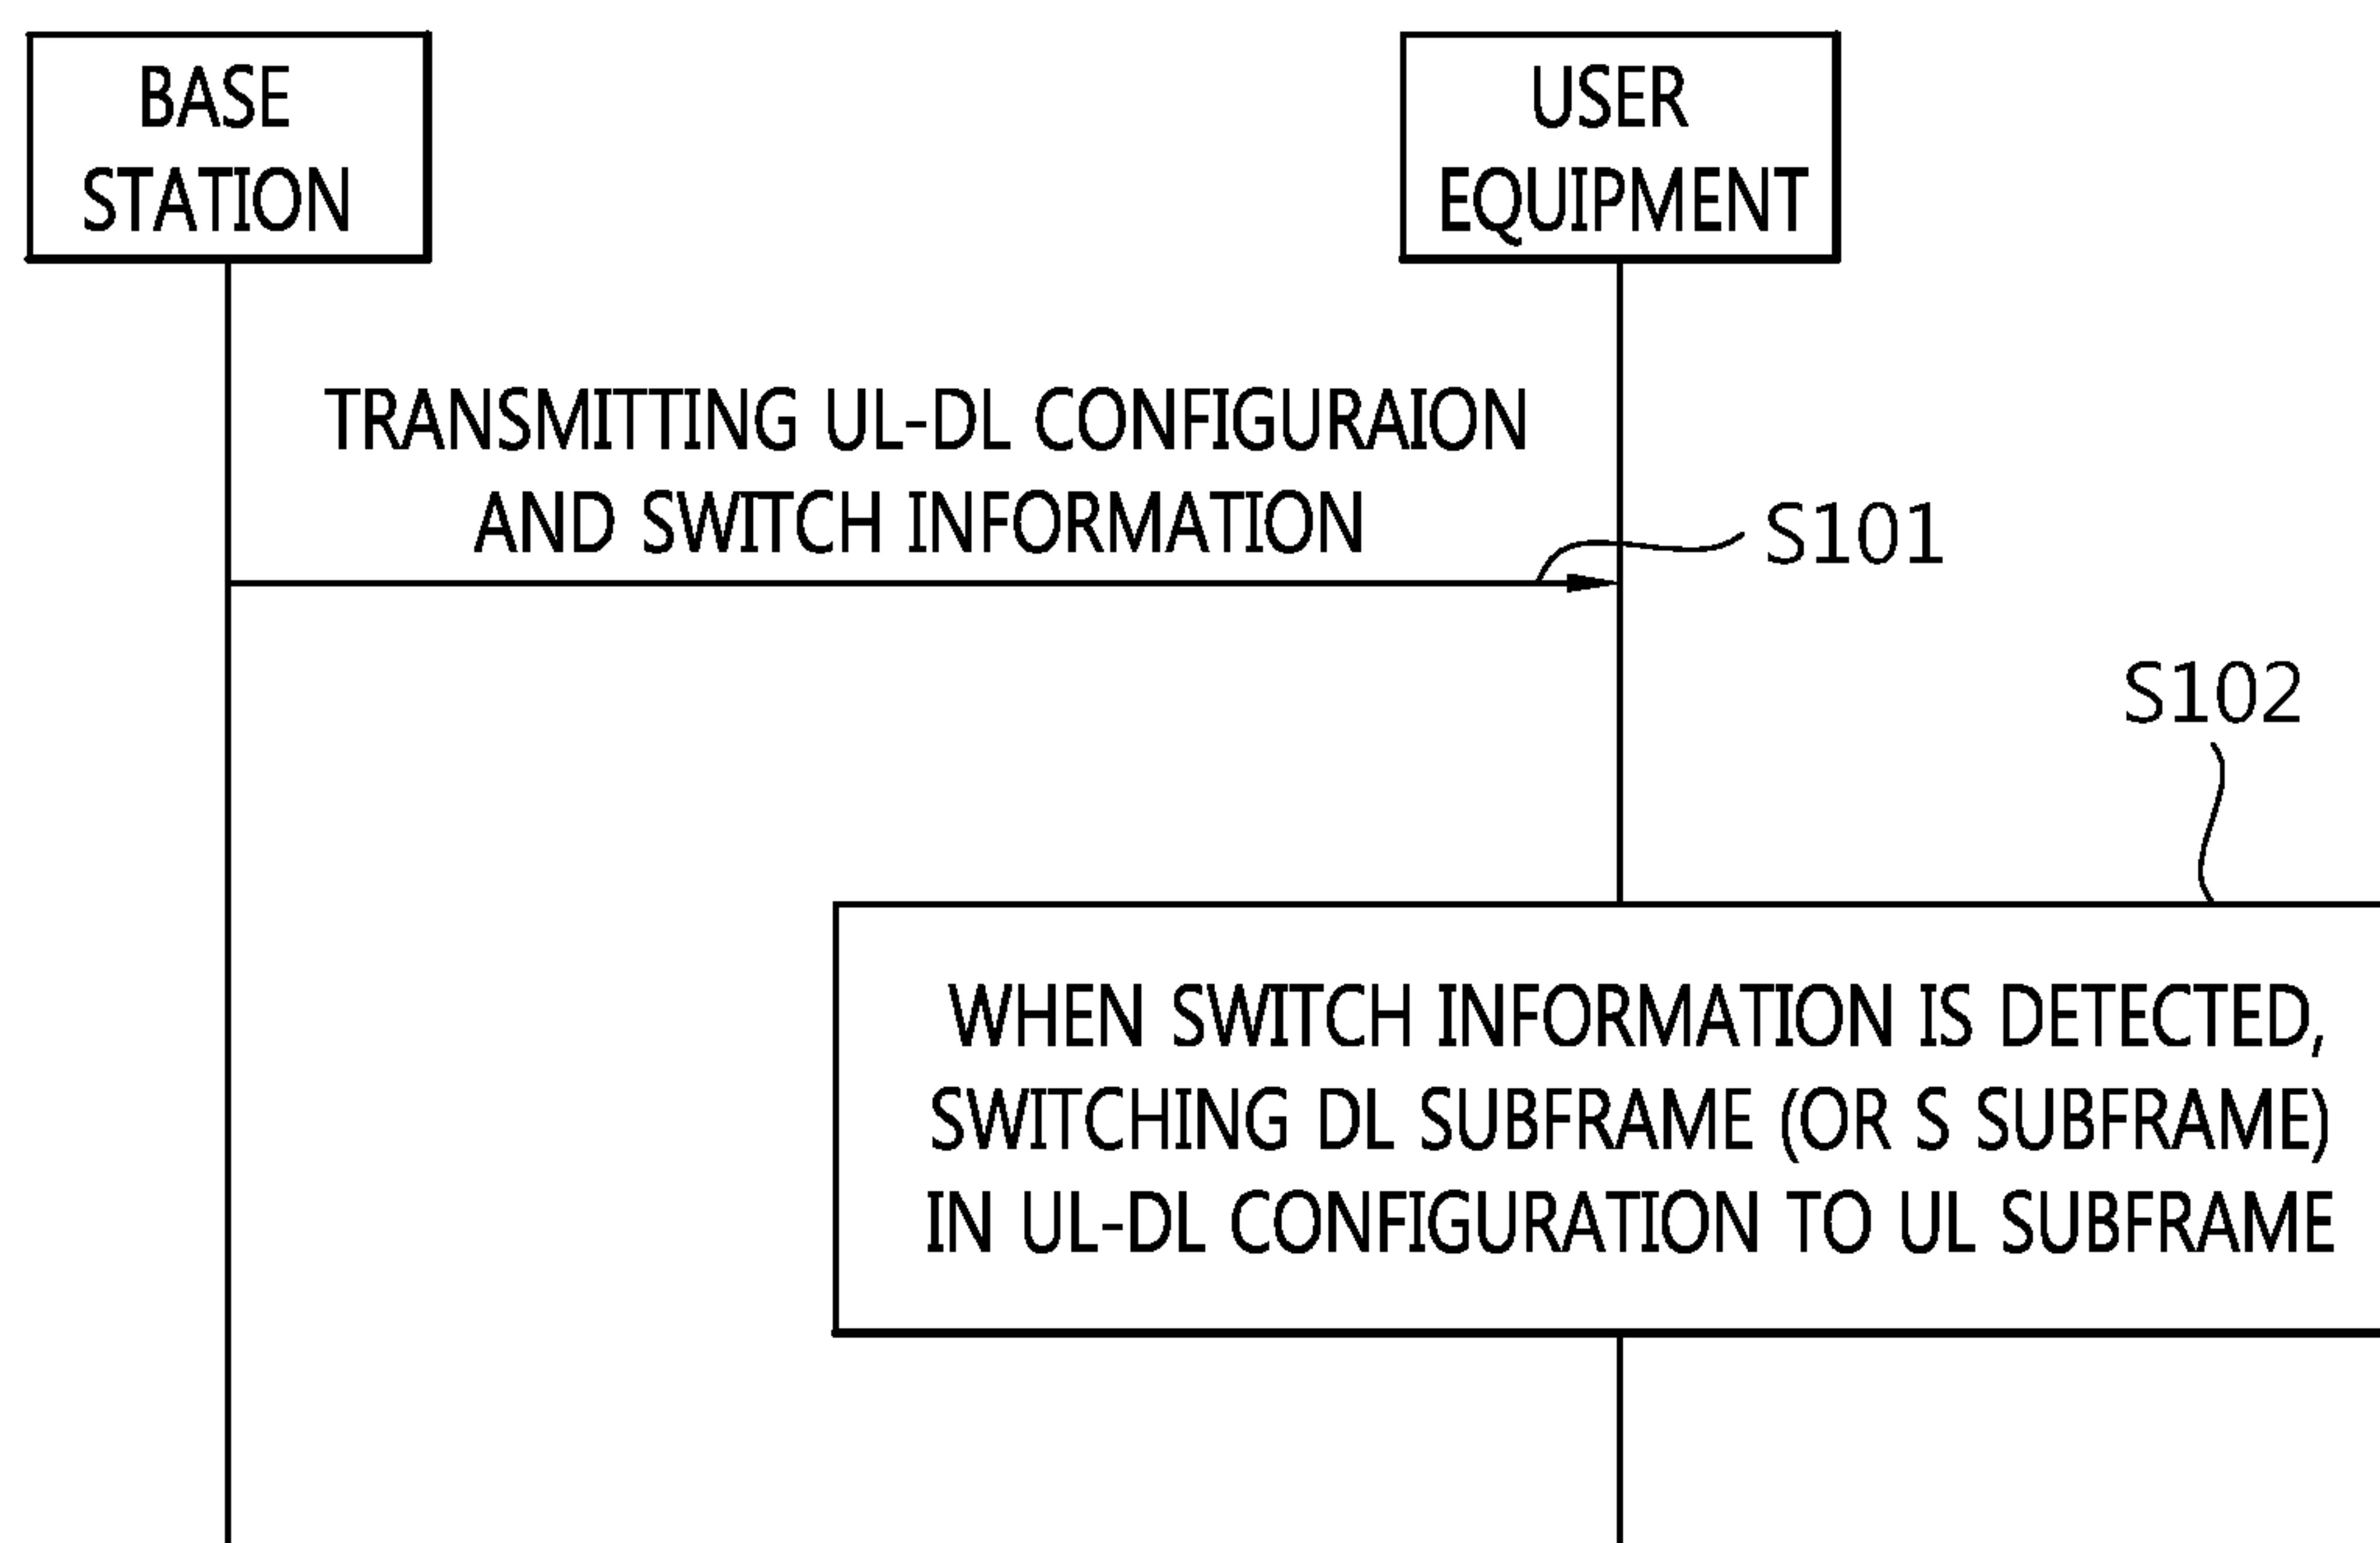 BASE
STATION
USER
EQUIPMENT
TRANSMITTING UL-DL CONFIGURAION
AND SWITCH INFORMATION
S101
S102
WHEN SWITCH INFORMATION IS DETECTED,
SWITCHING DL SUBFRAME (OR S SUBFRAME)
IN UL-DL CONFIGURATION TO UL SUBFRAME